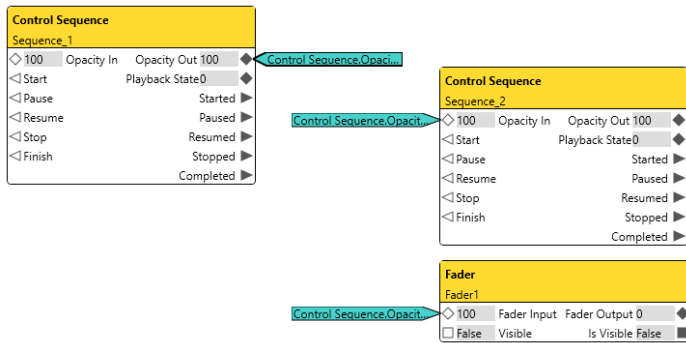 Control Sequence
Sequence_1
100 Opacity In Opacity Out 100
Control Sequence.Opaci...
Start Playback State 0
Pause Started
Resume Paused
Stop Resumed
Finish Stopped
Completed
Control Sequence
Sequence_2
Control Sequence.Opacit...
100 Opacity In Opacity Out 100
Start Playback State 0
Pause Started
Resume Paused
Stop Resumed
Finish Stopped
Completed
Fader
Fader1
Control Sequence.Opacit...
100 Fader Input Fader Output 0
False Visible Is Visible False